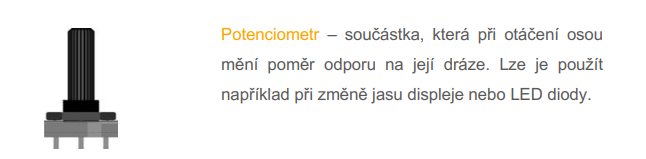 Potenciometr – součástka, která při otáčení osou
mění poměr odporu na její dráze. Lze je použít
například při změně jasu displeje nebo LED diody.